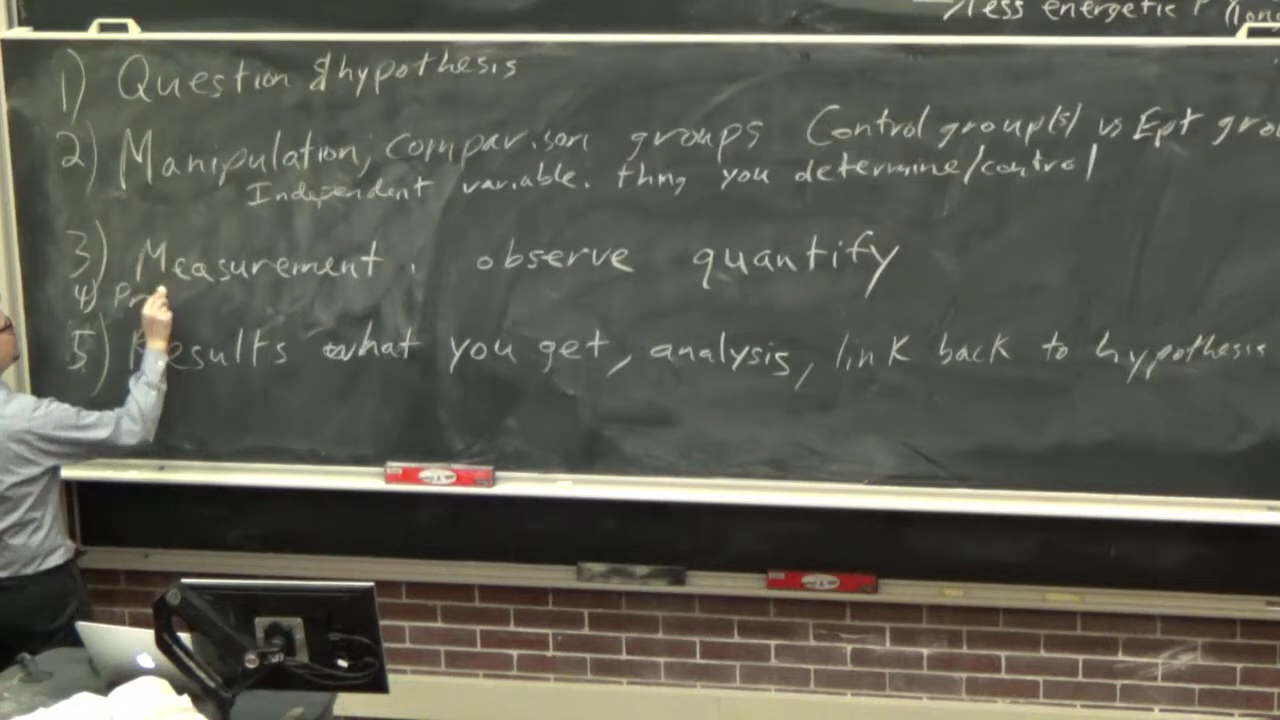 less energetic
1) Question & hypothesis
2) Manipulation; comparison groups Control group(s) vs Ept gro
Independent variable. thing you determine/control
3) Measurement. observe quantify
4) Pr
5) Results what you get, analysis, link back to hypothesis